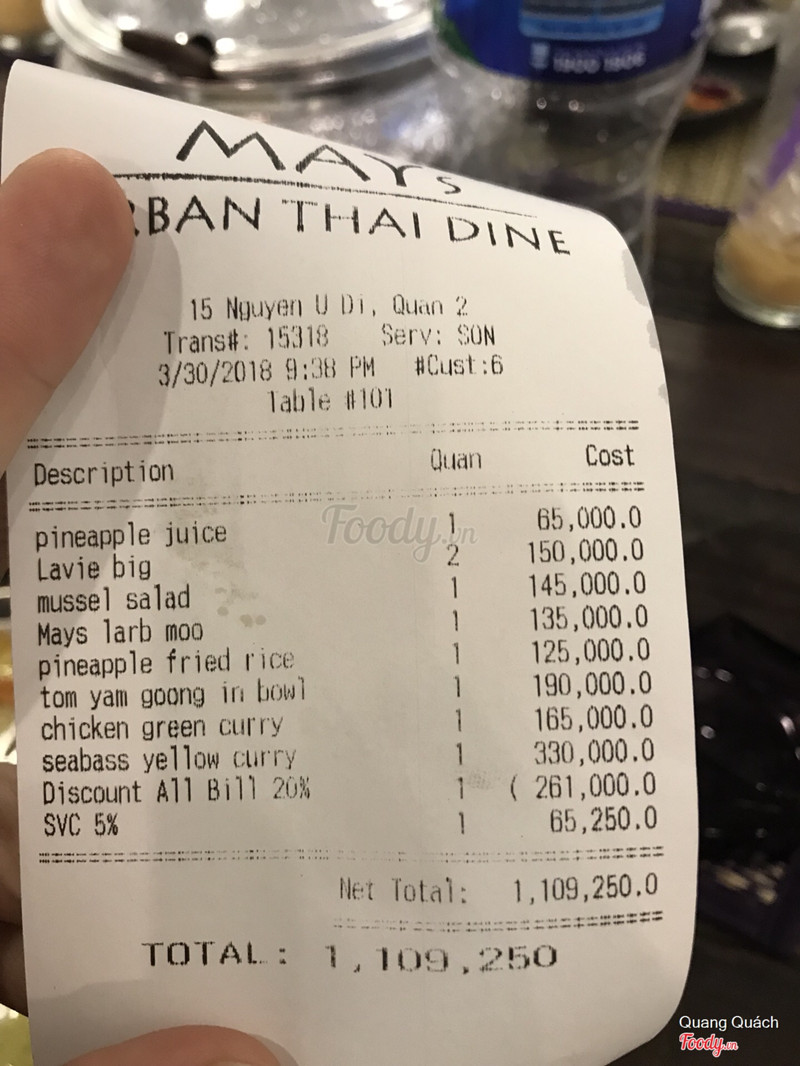 1800 1906
MAYS
RBAN THAI DINE
15 Nguyen U Di, Quan 2
Trans#: 15318 Serv: SON
3/30/2018 9:38 PM #Cust:6
Table #101
Description Quan Cost
pineapple juice 1 65,000.0
Lavie big 2 150,000.0
mussel salad 1 145,000.0
Mays larb moo 1 135,000.0
pineapple fried rice 1 125,000.0
tom yam goong in bowl 1 190,000.0
chicken green curry 1 165,000.0
seabass yellow curry 1 330,000.0
Discount All Bill 20% 1 ( 261,000.0
SVC 5% 1 65,250.0
Net Total: 1,109,250.0
TOTAL: 1,109,250
Foody.vn
Quang Quách
Foody.vn